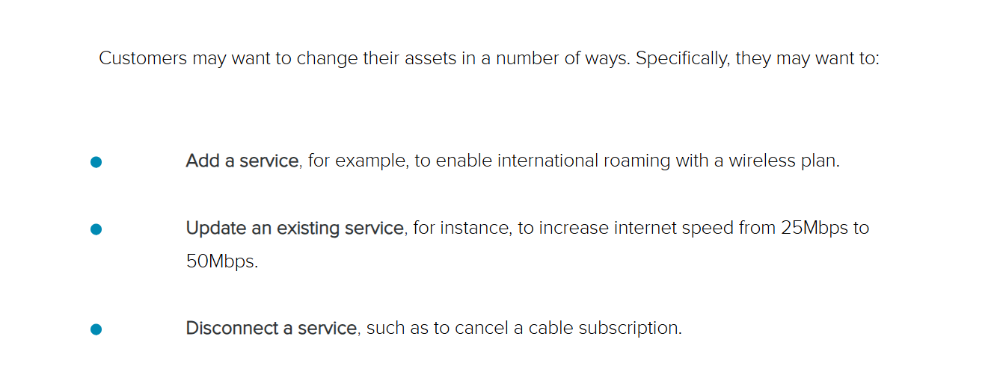 Customers may want to change their assets in a number of ways. Specifically, they may want to:
Add a service, for example, to enable international roaming with a wireless plan.
Update an existing service, for instance, to increase internet speed from 25Mbps to
50Mbps.
Disconnect a service, such as to cancel a cable subscription.